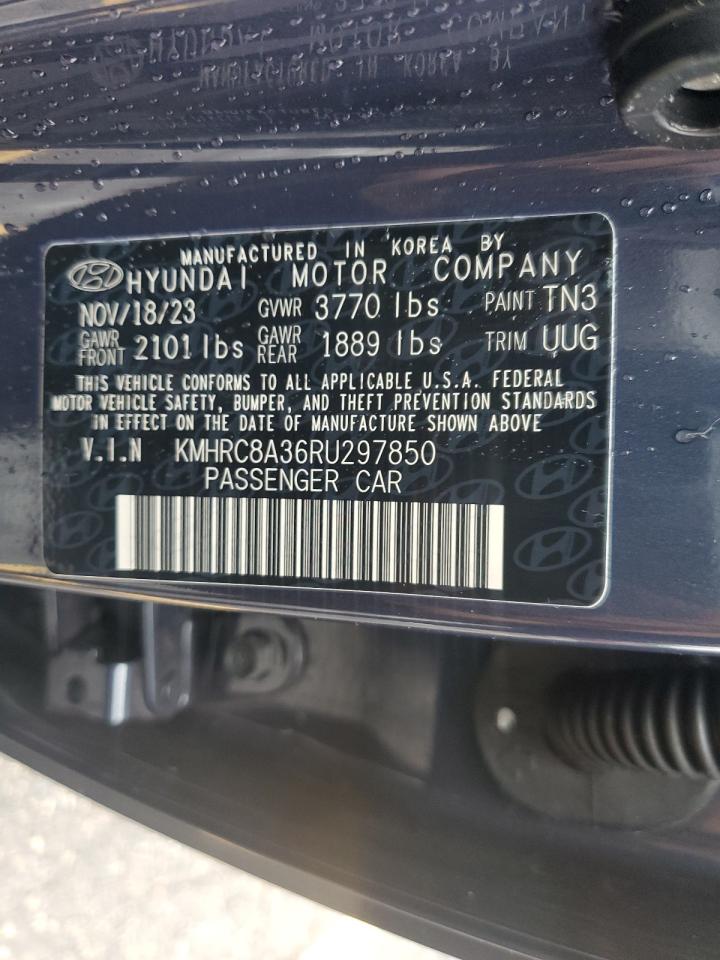 MANUFACTURED IN KOREA BY
HYUNDAI MOTOR COMPANY
NOV/18/23 GVWR 3770 lbs PAINT TN3
GAWR FRONT 2101 lbs GAWR REAR 1889 lbs TRIM UUG
THIS VEHICLE CONFORMS TO ALL APPLICABLE U.S.A. FEDERAL
MOTOR VEHICLE SAFETY, BUMPER, AND THEFT PREVENTION STANDARDS
IN EFFECT ON THE DATE OF MANUFACTURE SHOWN ABOVE
V.I.N KMHRC8A36RU297850
PASSENGER CAR